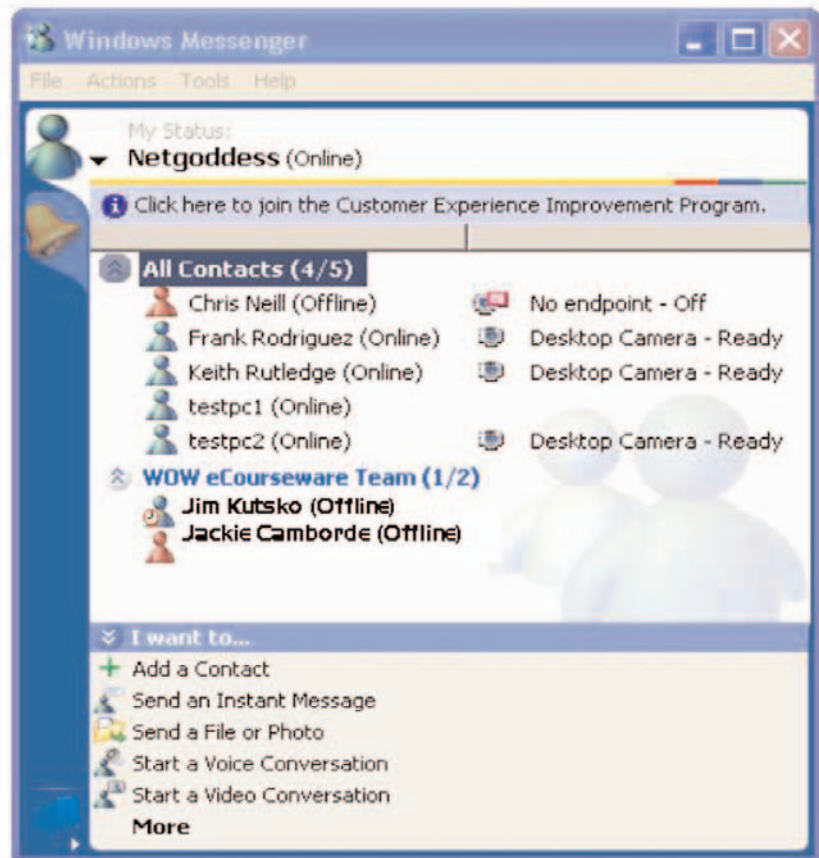 Windows Messenger
File Actions Tools Help
My Status:
Netgoddess (Online)
Click here to join the Customer Experience Improvement Program.
All Contacts (4/5)
Chris Neill (Offline) No endpoint - Off
Frank Rodriguez (Online) Desktop Camera - Ready
Keith Rutledge (Online) Desktop Camera - Ready
testpc1 (Online)
testpc2 (Online) Desktop Camera - Ready
WOW eCourseware Team (1/2)
Jim Kutsko (Offline)
Jackie Camborde (Offline)
I want to...
Add a Contact
Send an Instant Message
Send a File or Photo
Start a Voice Conversation
Start a Video Conversation
More